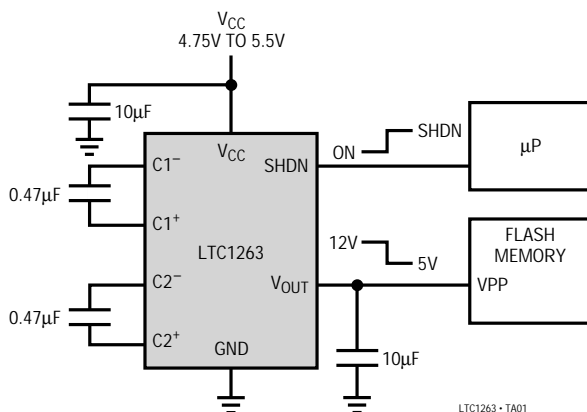 VCC
4.75V TO 5.5V
10µF
VCC
SHDN
ON
SHDN
µP
C1–
0.47µF
C1+
LTC1263
12V
5V
FLASH
MEMORY
VPP
C2–
VOUT
0.47µF
C2+
GND
10µF
LTC1263 • TA01